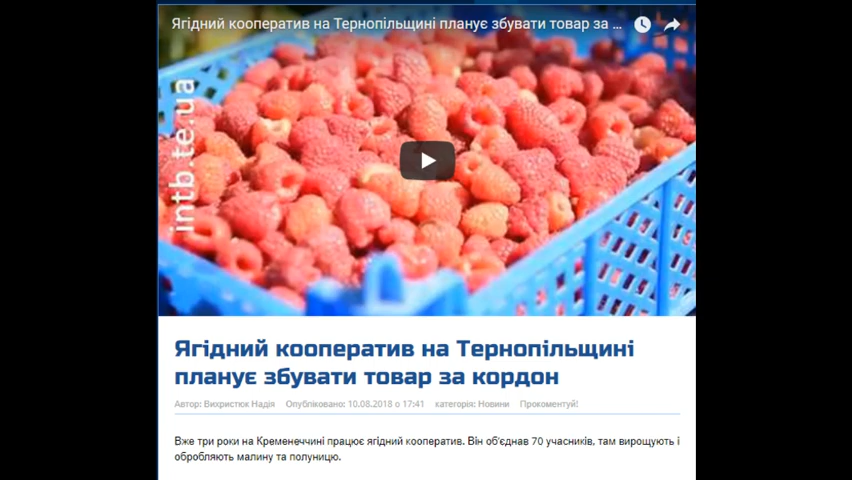 Ягідний кооператив на Тернопільщині планує збувати товар за ...
intb.te.ua
Ягідний кооператив на Тернопільщині
планує збувати товар за кордон
Автор: Вихристюк Надія Опубліковано: 10.08.2018 о 17:41 категорія: Новини Прокоментуй!
Вже три роки на Кременеччині працює ягідний кооператив. Він об'єднав 70 учасників, там вирощують і
обробляють малину та полуницю.